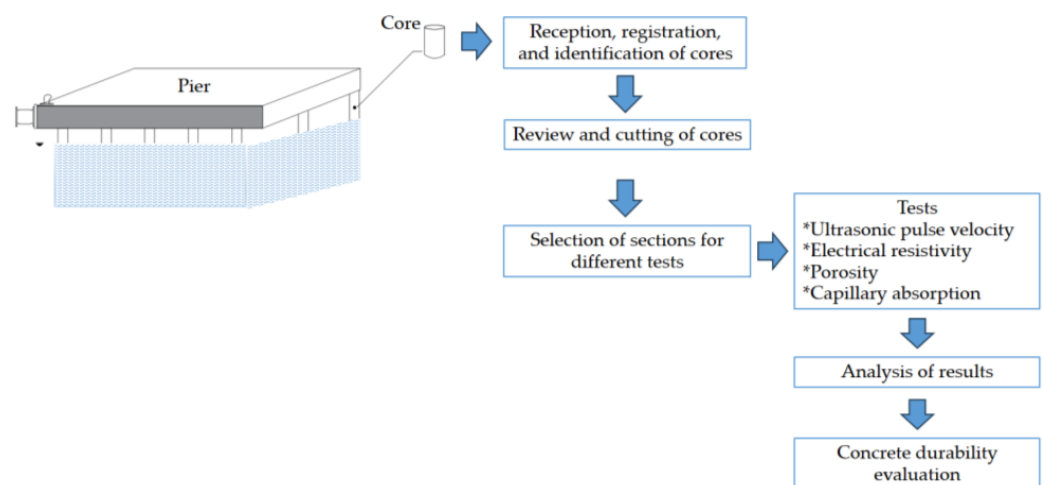 Core
Pier
Reception, registration,
and identification of cores
Review and cutting of cores
Selection of sections for
different tests
Tests
*Ultrasonic pulse velocity
*Electrical resistivity
*Porosity
*Capillary absorption
Analysis of results
Concrete durability
evaluation